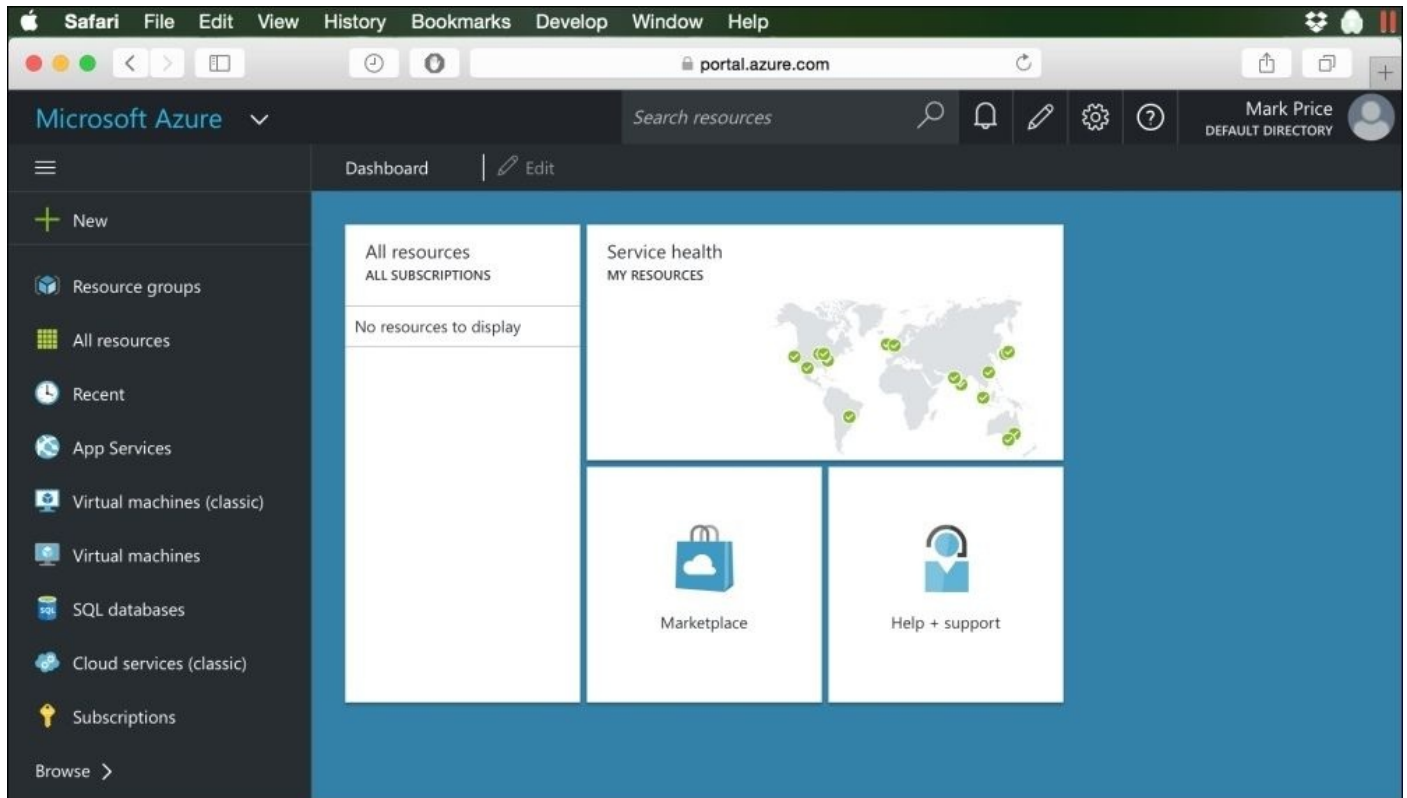 Safari File Edit View History Bookmarks Develop Window Help
portal.azure.com
Microsoft Azure
Search resources
Mark Price
DEFAULT DIRECTORY
Dashboard
Edit
New
Resource groups
All resources
Recent
App Services
Virtual machines (classic)
Virtual machines
SQL databases
Cloud services (classic)
Subscriptions
Browse
All resources
ALL SUBSCRIPTIONS
No resources to display
Service health
MY RESOURCES
Marketplace
Help + support